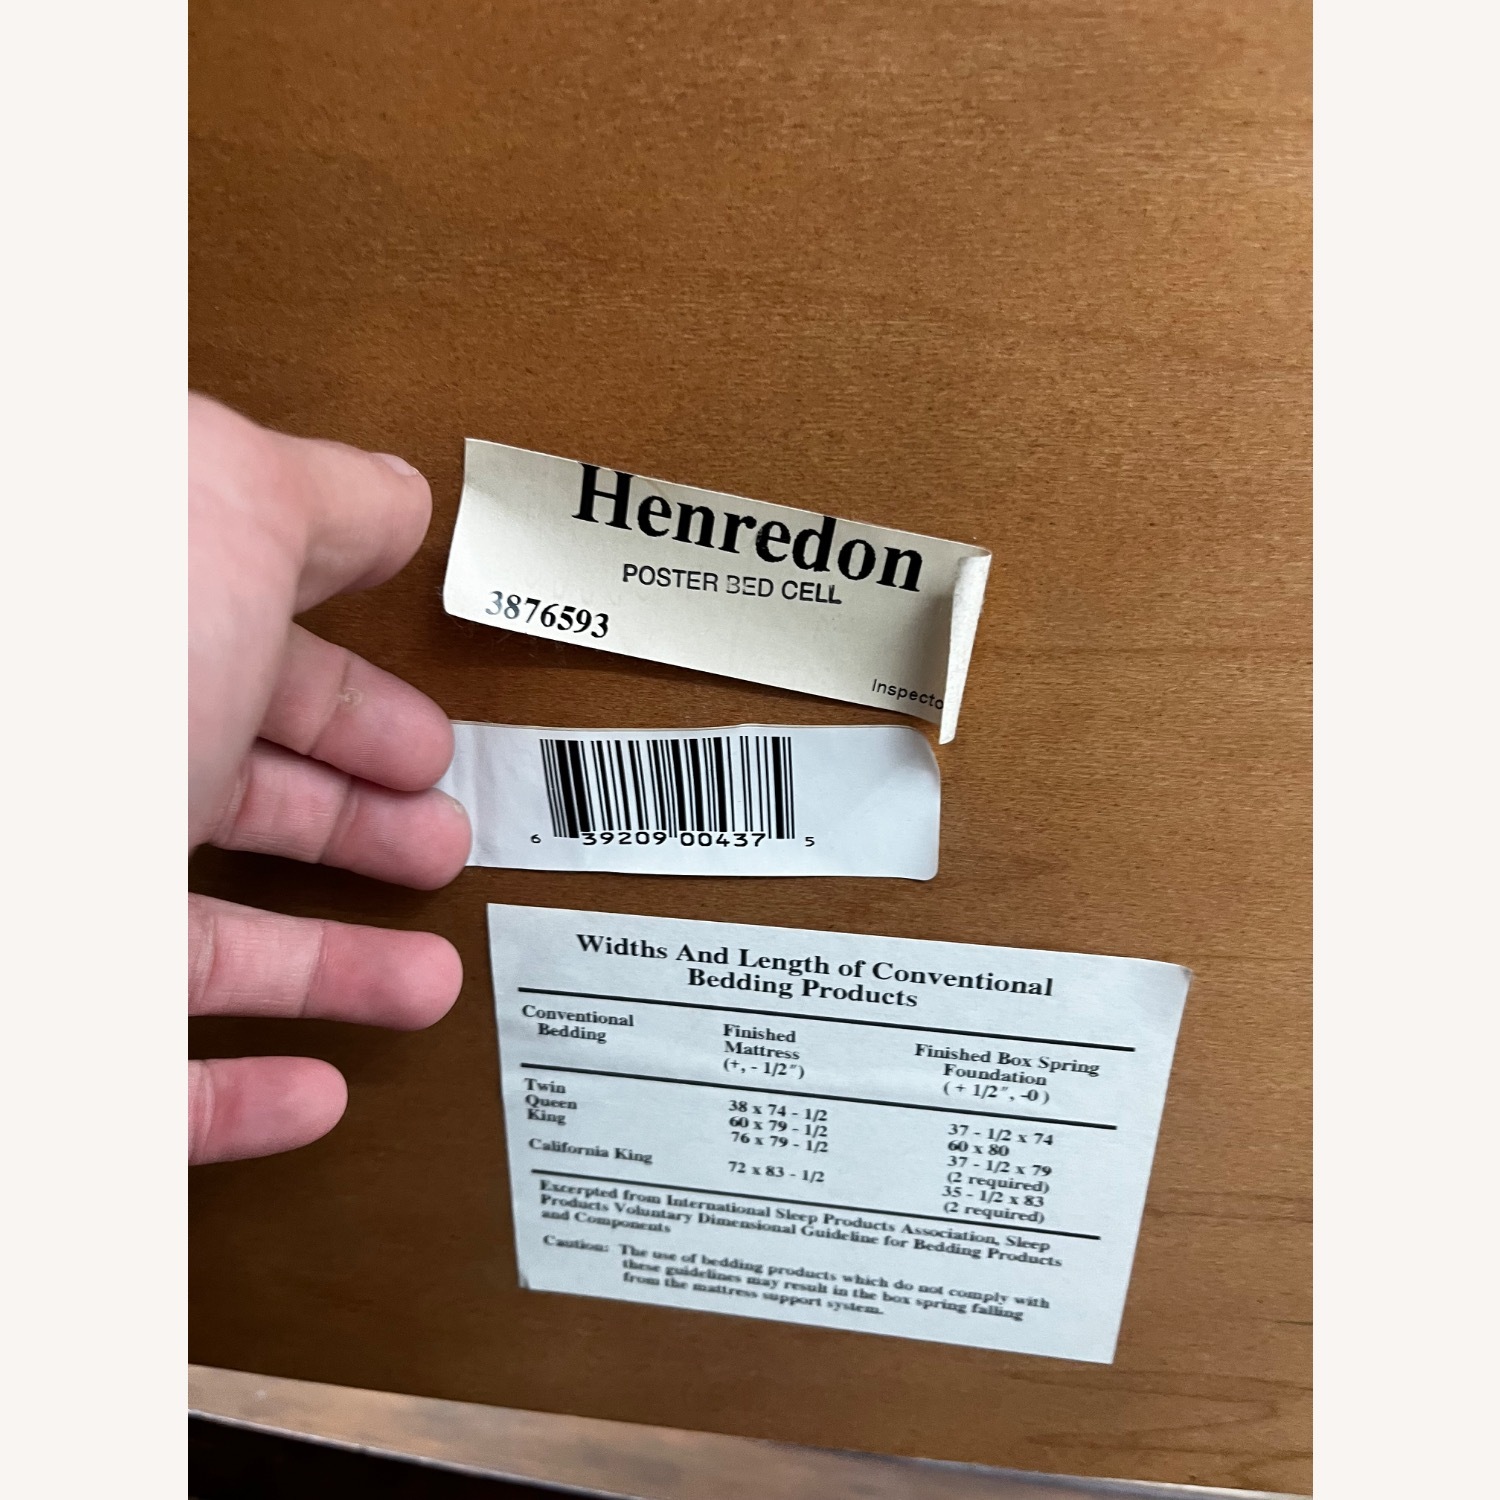 Henredon
POSTER BED CELL
3876593
Inspecto
6 39209 00437 5
Widths And Length of Conventional
Bedding Products
Conventional
Bedding
Finished
Mattress
(+, - 1/2")
Finished Box Spring
Foundation
( + 1/2", -0 )
Twin
38 x 74 - 1/2
37 - 1/2 x 74
Queen
60 x 79 - 1/2
60 x 80
King
76 x 79 - 1/2
37 - 1/2 x 79
(2 required)
California King
72 x 83 - 1/2
35 - 1/2 x 83
(2 required)
Excerpted from International Sleep Products Association, Sleep
Products Voluntary Dimensional Guideline for Bedding Products
and Components
Caution: The use of bedding products which do not comply with
these guidelines may result in the box spring falling
from the mattress support system.